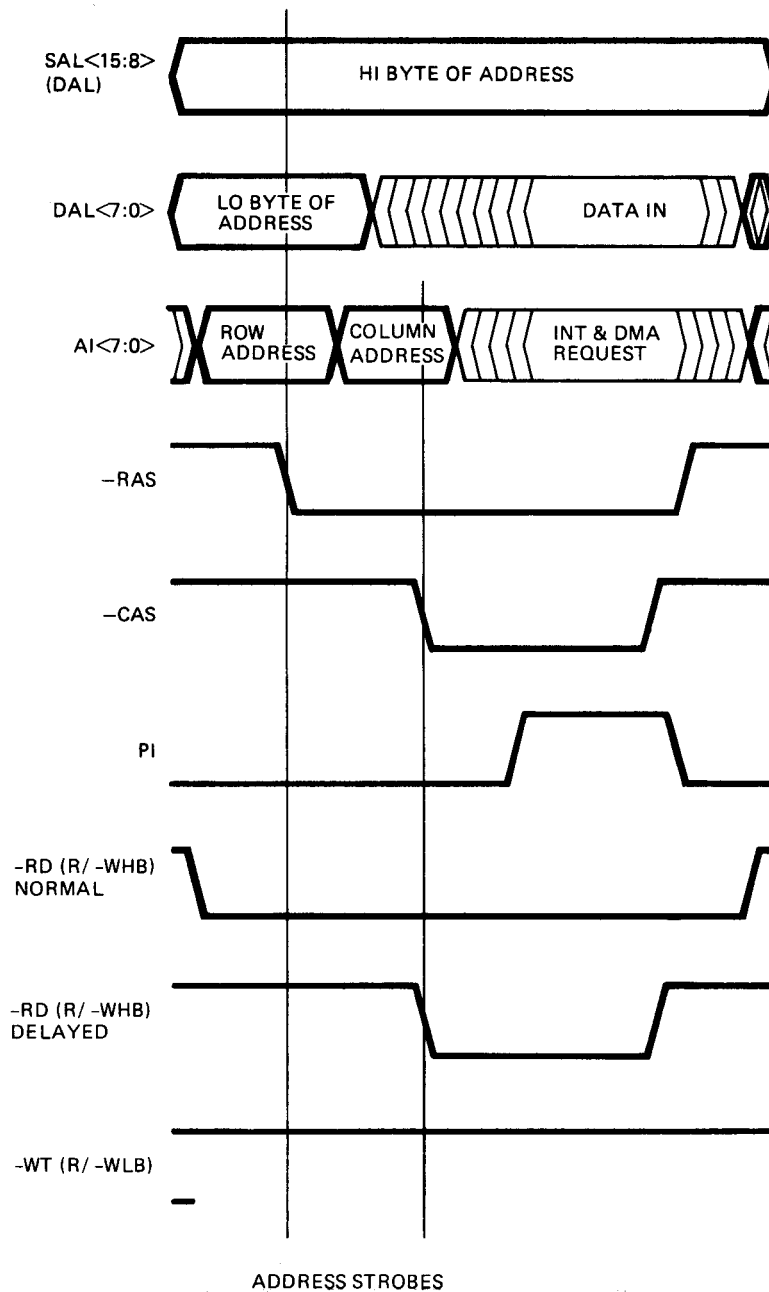 SAL<15:8>
(DAL)
HI BYTE OF ADDRESS
DAL<7:0>
LO BYTE OF
ADDRESS
DATA IN
AI<7:0>
ROW
ADDRESS
COLUMN
ADDRESS
INT & DMA
REQUEST
–RAS
–CAS
PI
-RD (R/ -WHB)
NORMAL
-RD (R/ -WHB)
DELAYED
-WT (R/ -WLB)
ADDRESS STROBES